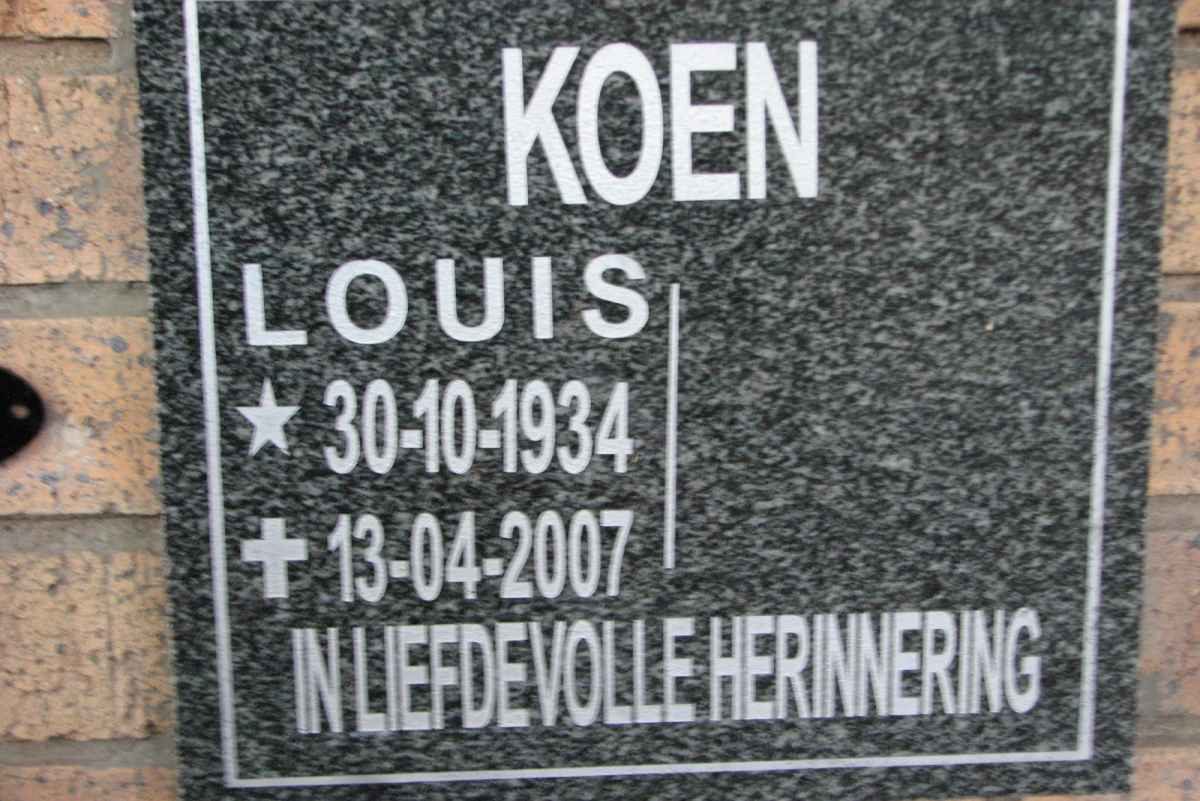 KOEN
LOUIS
★ 30-10-1934
✝ 13-04-2007
IN LIEFDEVOLLE HERINNERING